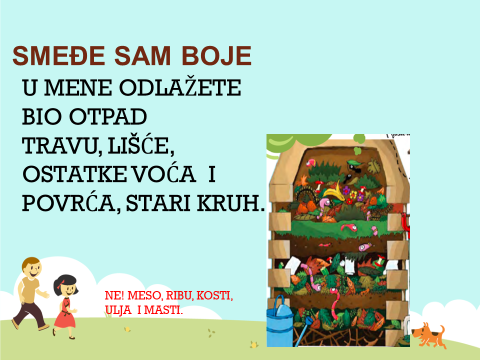 SMEĐE SAM BOJE
U MENE ODLAŽETE
BIO OTPAD
TRAVU, LIŠĆE,
OSTATKE VOĆA I
POVRĆA, STARI KRUH.
NE! MESO, RIBU, KOSTI,
ULJA I MASTI.